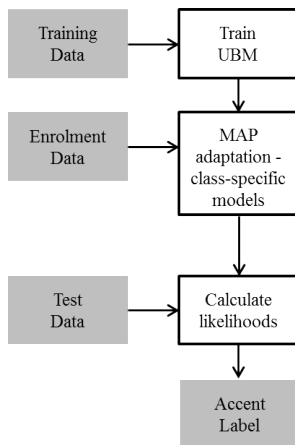 Training
Data
Train
UBM
Enrolment
Data
MAP
adaptation -
class-specific
models
Test
Data
Calculate
likelihoods
Accent
Label